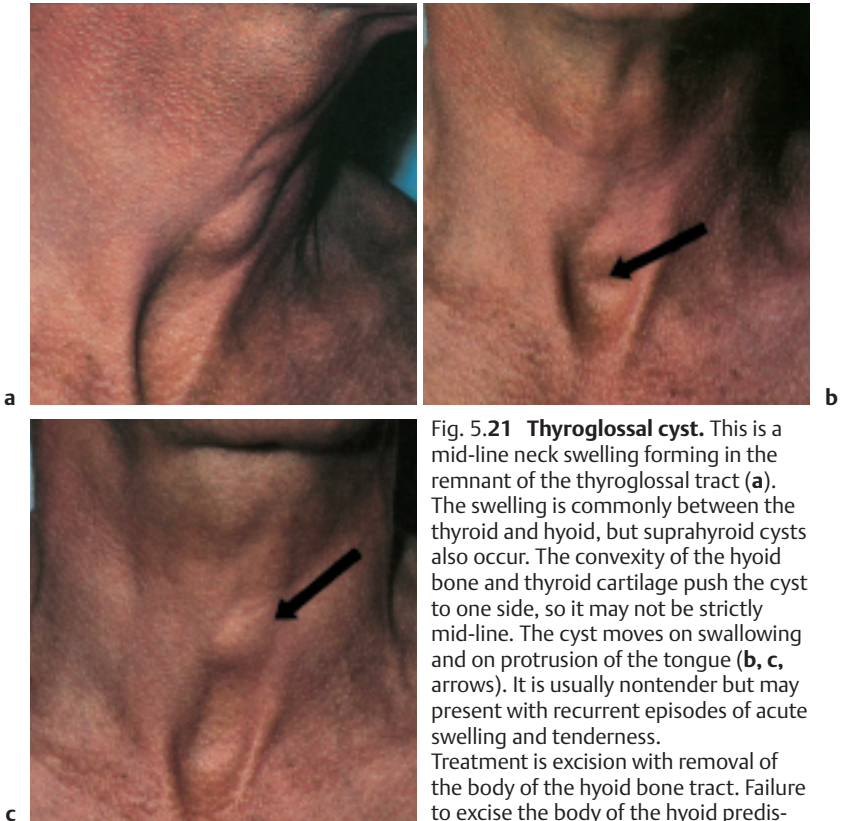 a
b
c
Fig. 5.21 Thyroglossal cyst. This is a
mid-line neck swelling forming in the
remnant of the thyroglossal tract (a).
The swelling is commonly between the
thyroid and hyoid, but suprahyroid cysts
also occur. The convexity of the hyoid
bone and thyroid cartilage push the cyst
to one side, so it may not be strictly
mid-line. The cyst moves on swallowing
and on protrusion of the tongue (b, c,
arrows). It is usually nontender but may
present with recurrent episodes of acute
swelling and tenderness.
Treatment is excision with removal of
the body of the hyoid bone tract. Failure
to excise the body of the hyoid predis-